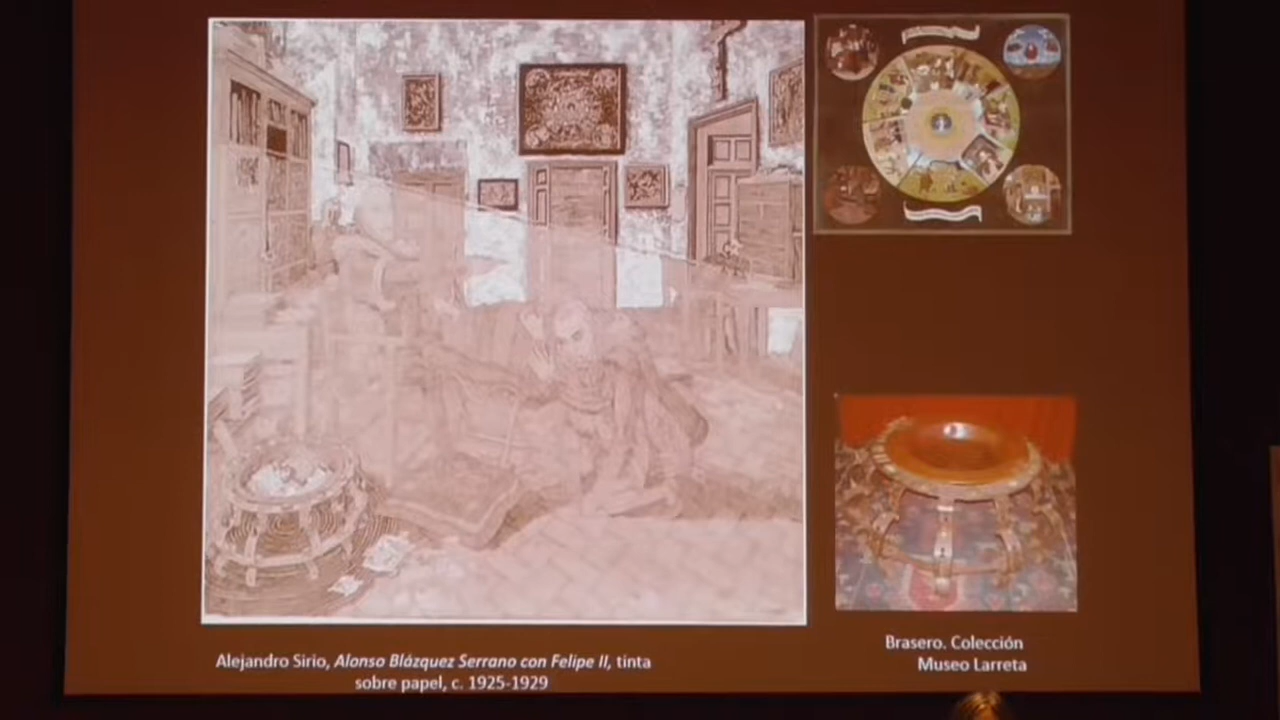 Alejandro Sirio, Alonso Blázquez Serrano con Felipe II, tinta
sobre papel, c. 1925-1929
Brasero. Colección
Museo Larreta